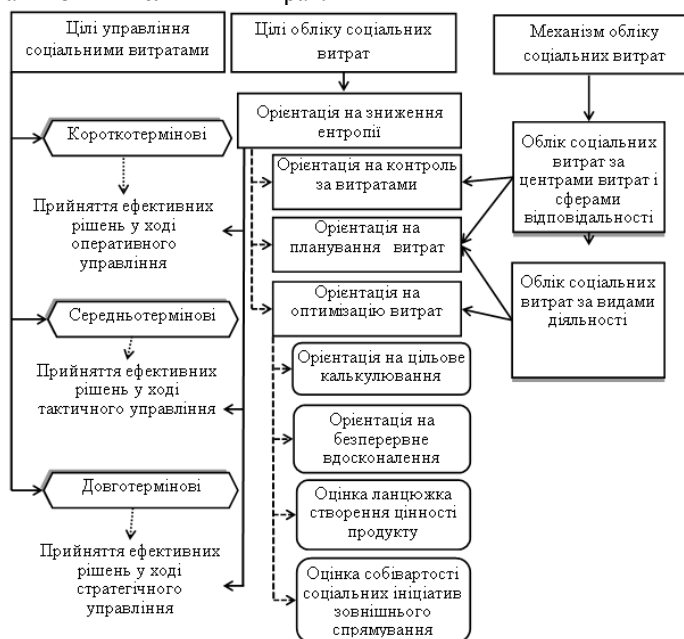 Цілі управління
соціальними витратами
Цілі обліку соціальних
витрат
Механізм обліку
соціальних витрат
Орієнтація на зниження
ентропії
Короткотермінові
Прийняття ефективних
рішень у ході
оперативного
управління
Середньотермінові
Прийняття ефективних
рішень у ході
тактичного управління
Довготермінові
Прийняття ефективних
рішень у ході
стратегічного
управління
Орієнтація на контроль
за витратами
Орієнтація на
планування витрат
Орієнтація на
оптимізацію витрат
Орієнтація на цільове
калькулювання
Орієнтація на
безперервне
вдосконалення
Оцінка ланцюжка
створення цінності
продукту
Оцінка собівартості
соціальних ініціатив
зовнішнього
спрямування
Облік соціальних
витрат за
центрами витрат і
сферами
відповідальності
Облік соціальних
витрат за видами
діяльності